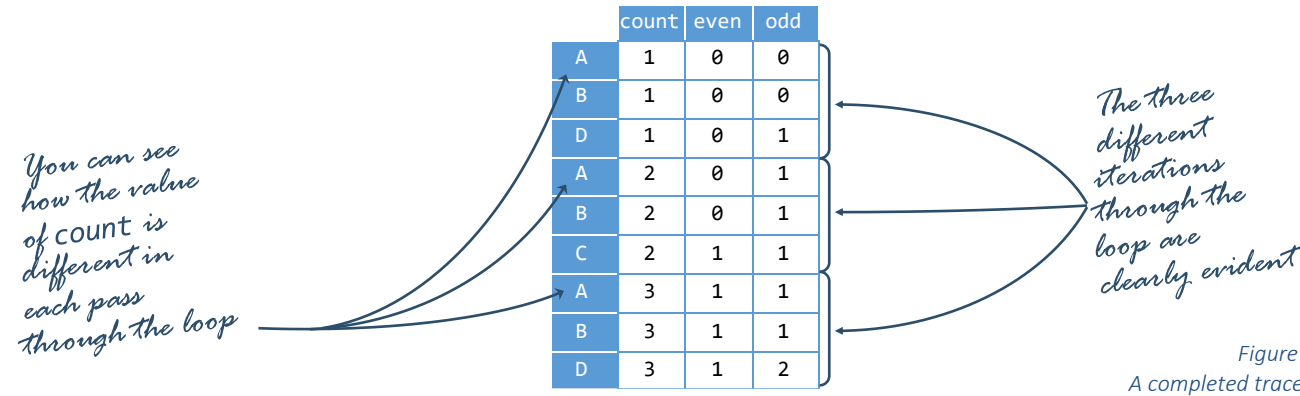 count even odd
A 1 0 0
B 1 0 0
D 1 0 1
A 2 0 1
B 2 0 1
C 2 1 1
A 3 1 1
B 3 1 1
D 3 1 2
You can see
how the value
of count is
different in
each pass
through the loop
The three
different
iterations
through the
loop are
clearly evident
Figure
A completed trace